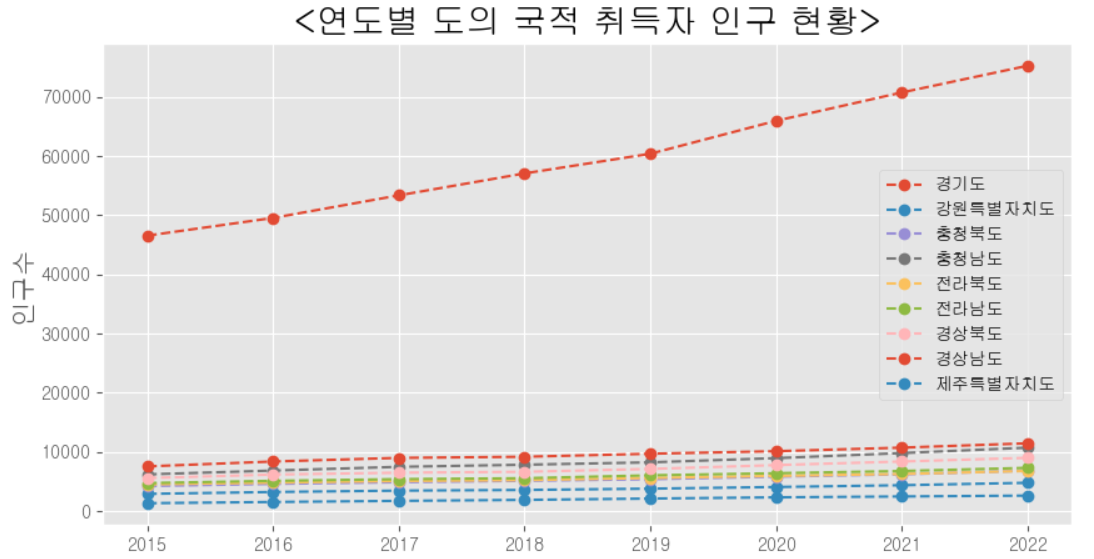 <연도별 도의 국적 취득자 인구 현황>
인구수
70000
60000
50000
40000
30000
20000
10000
0
경기도
강원특별자치도
충청북도
충청남도
전라북도
전라남도
경상북도
경상남도
제주특별자치도
2015 2016 2017 2018 2019 2020 2021 2022